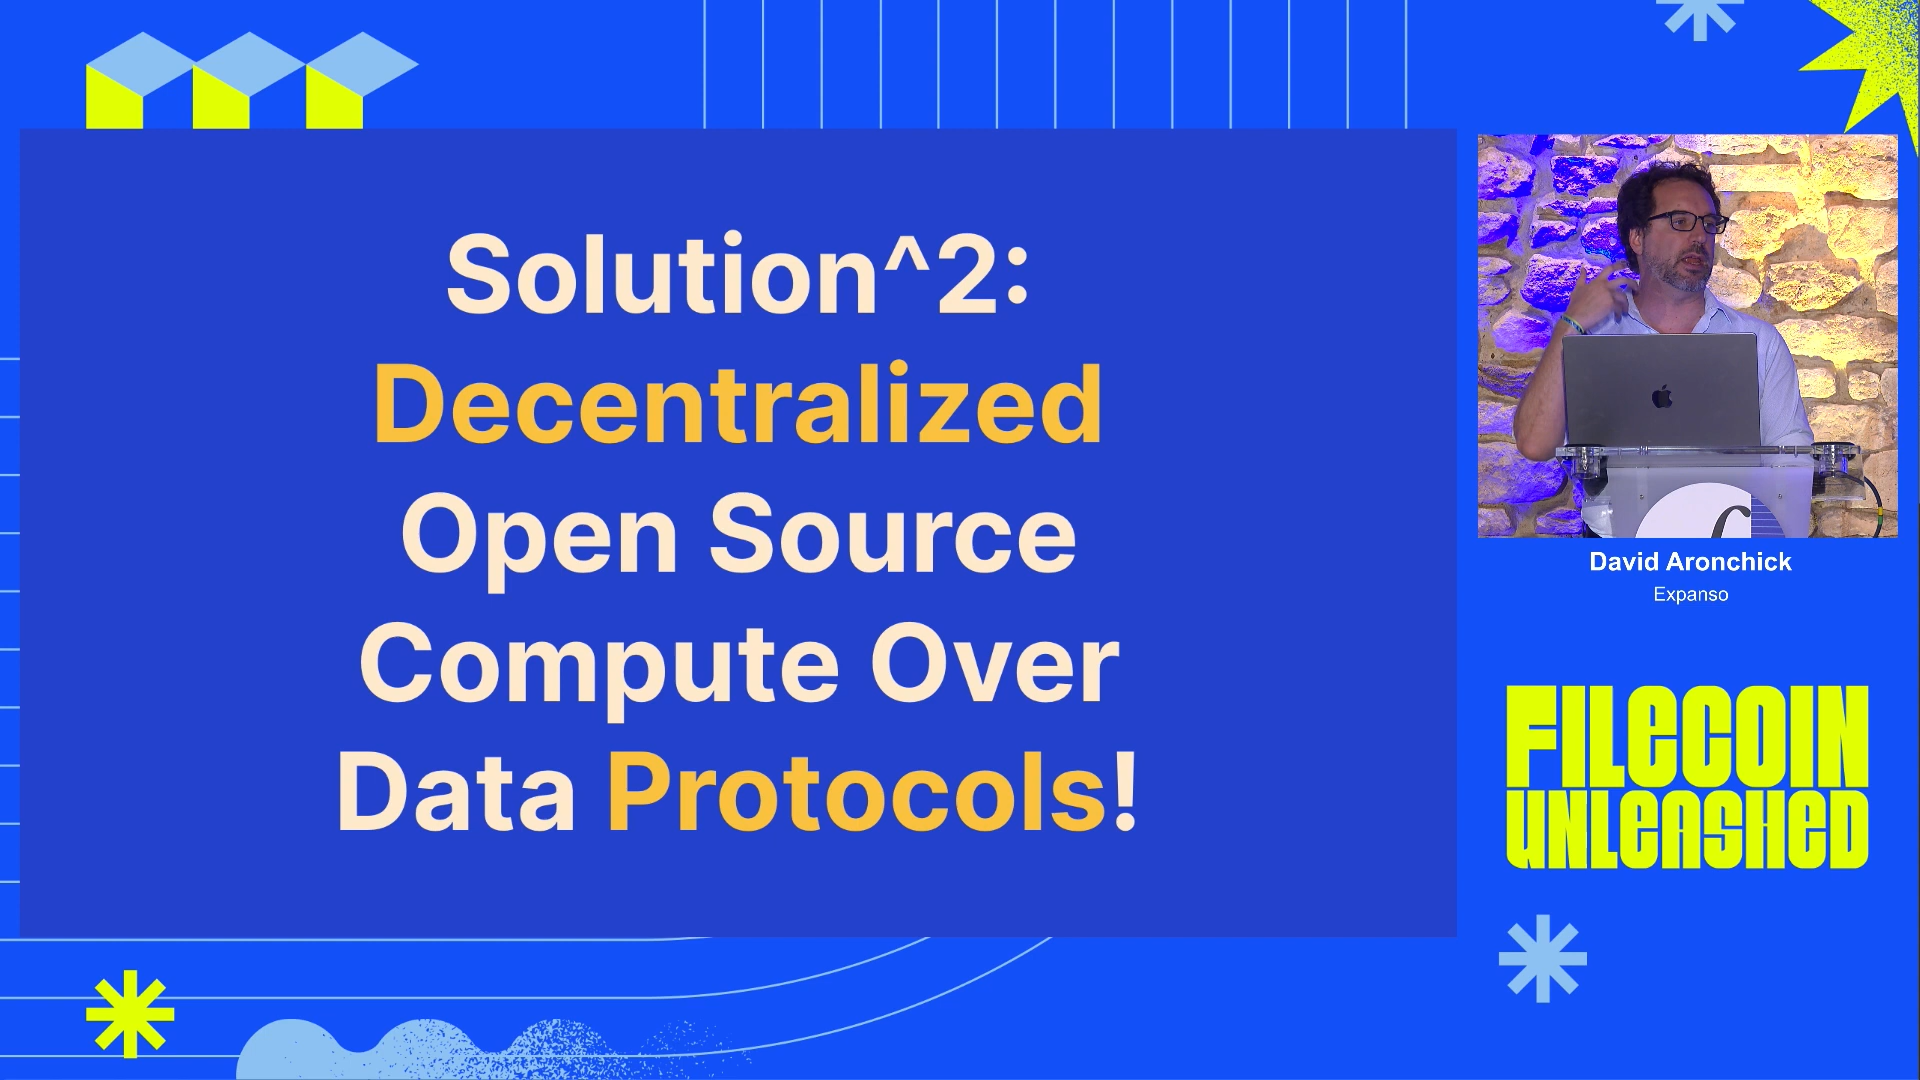 Solution^2:
Decentralized
Open Source
Compute Over
Data Protocols!
David Aronchick
Expanso
FILECOIN
UNLEASHED